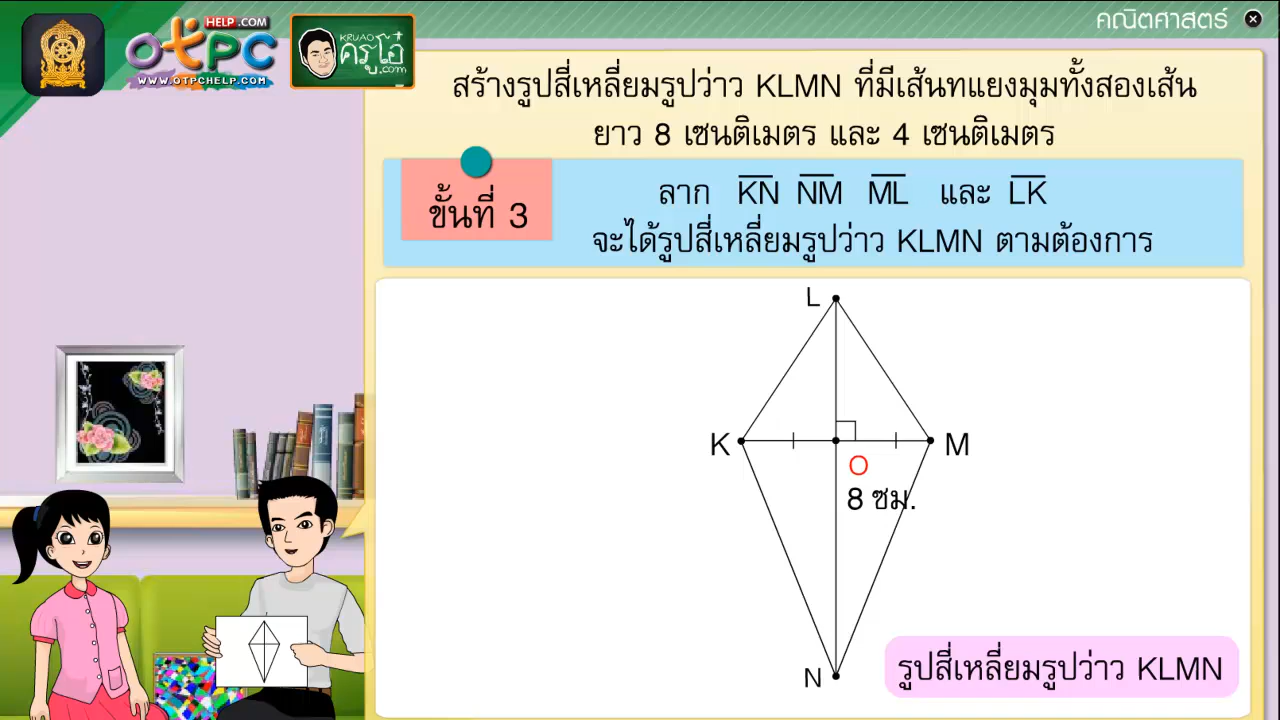 คณิตศาสตร์
HELP.COM
OTPC
WWW.OTPCHELP.COM
KRUAO
ครูโอ๋
.com
สร้างรูปสี่เหลี่ยมรูปว่าว KLMN ที่มีเส้นทแยงมุมทั้งสองเส้น
ยาว 8 เซนติเมตร และ 4 เซนติเมตร
ขั้นที่ 3
ลาก KN NM ML และ LK
จะได้รูปสี่เหลี่ยมรูปว่าว KLMN ตามต้องการ
L
K
M
O
8 ซม.
N
รูปสี่เหลี่ยมรูปว่าว KLMN